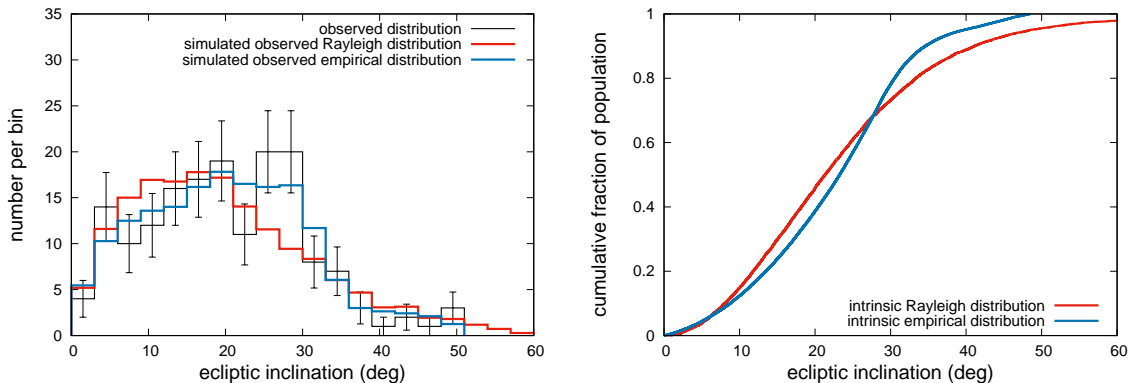 35
30
25
20
15
10
5
0
number per bin
observed distribution
simulated observed Rayleigh distribution
simulated observed empirical distribution
0 10 20 30 40 50 60
ecliptic inclination (deg)
1
0.8
0.6
0.4
0.2
0
cumulative fraction of population
intrinsic Rayleigh distribution
intrinsic empirical distribution
0 10 20 30 40 50 60
ecliptic inclination (deg)